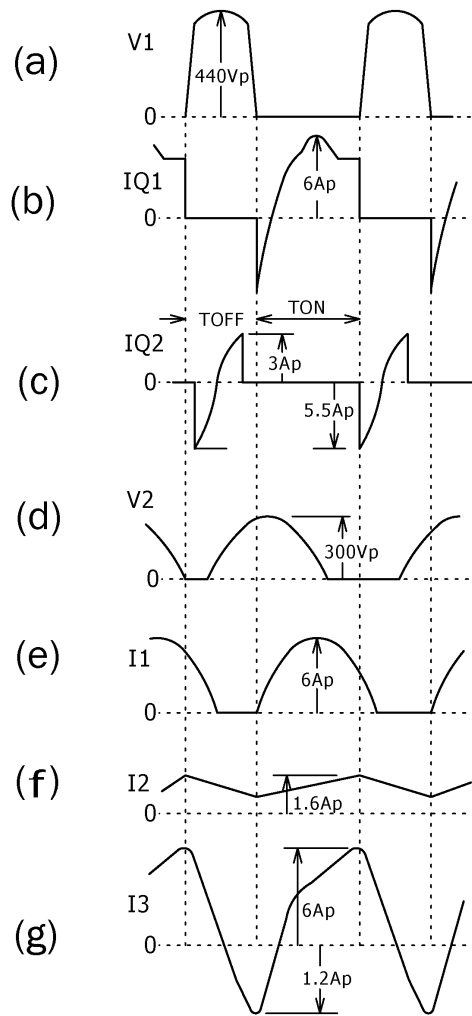 (a)
V1
440Vp
0
(b)
IQ1
6Ap
0
TOFF
TON
(c)
IQ2
3Ap
0
5.5Ap
(d)
V2
300Vp
0
(e)
I1
6Ap
0
(f)
I2
1.6Ap
0
(g)
I3
6Ap
0
1.2Ap